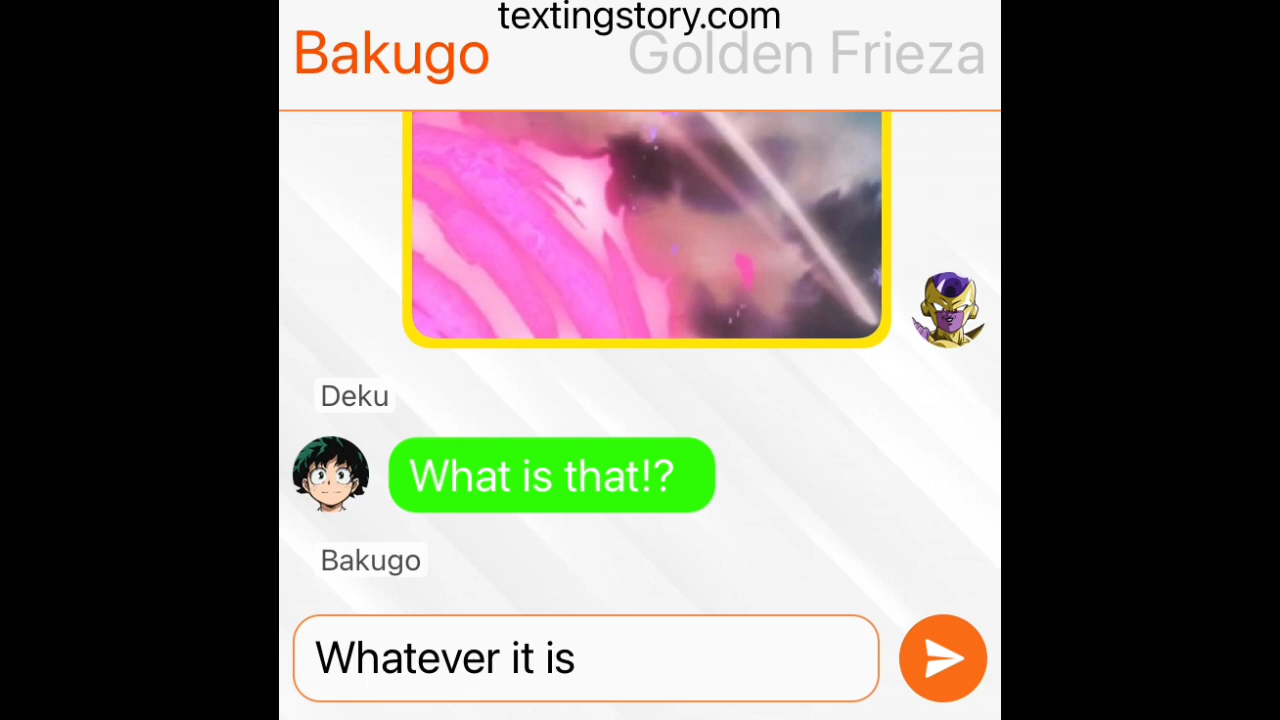 textingstory.com
Bakugo Golden Frieza
Deku
What is that!?
Bakugo
Whatever it is